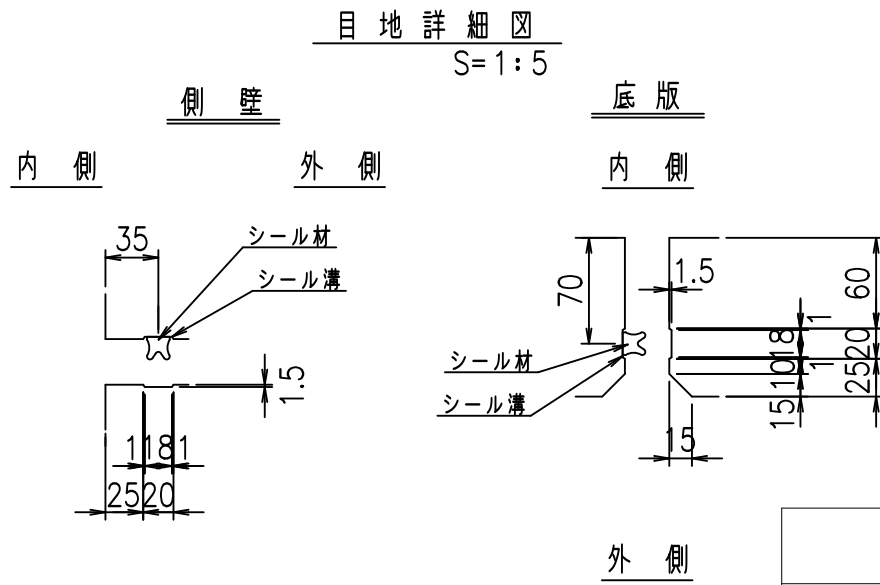 目地詳細図
S=1:5
側壁
内側
外側
35
シール材
シール溝
1.5
1 18 1
25 20
底版
内側
70
1.5
60
1
18
20
1
10
25
15
15
シール材
シール溝
外側